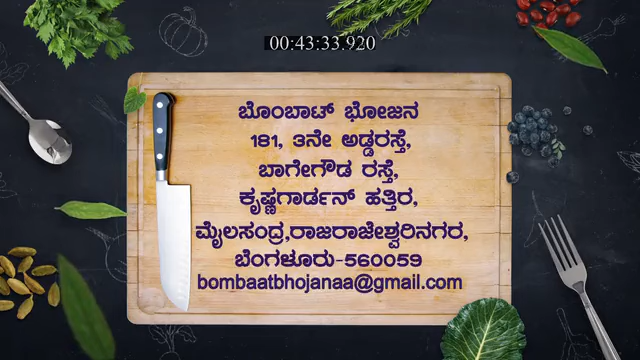 00:43:33.920
ಬೊಂಬಾಟ್ ಭೋಜನ
181, 3ನೇ ಅಡ್ಡರಸ್ತೆ,
ಬಾಗೇಗೌಡ ರಸ್ತೆ,
ಕೃಷ್ಣಗಾರ್ಡನ್ ಹತ್ತಿರ,
ಮೈಲಸಂದ್ರ,ರಾಜರಾಜೇಶ್ವರಿನಗರ,
ಬೆಂಗಳೂರು-560059
bombaatbhojanaa@gmail.com